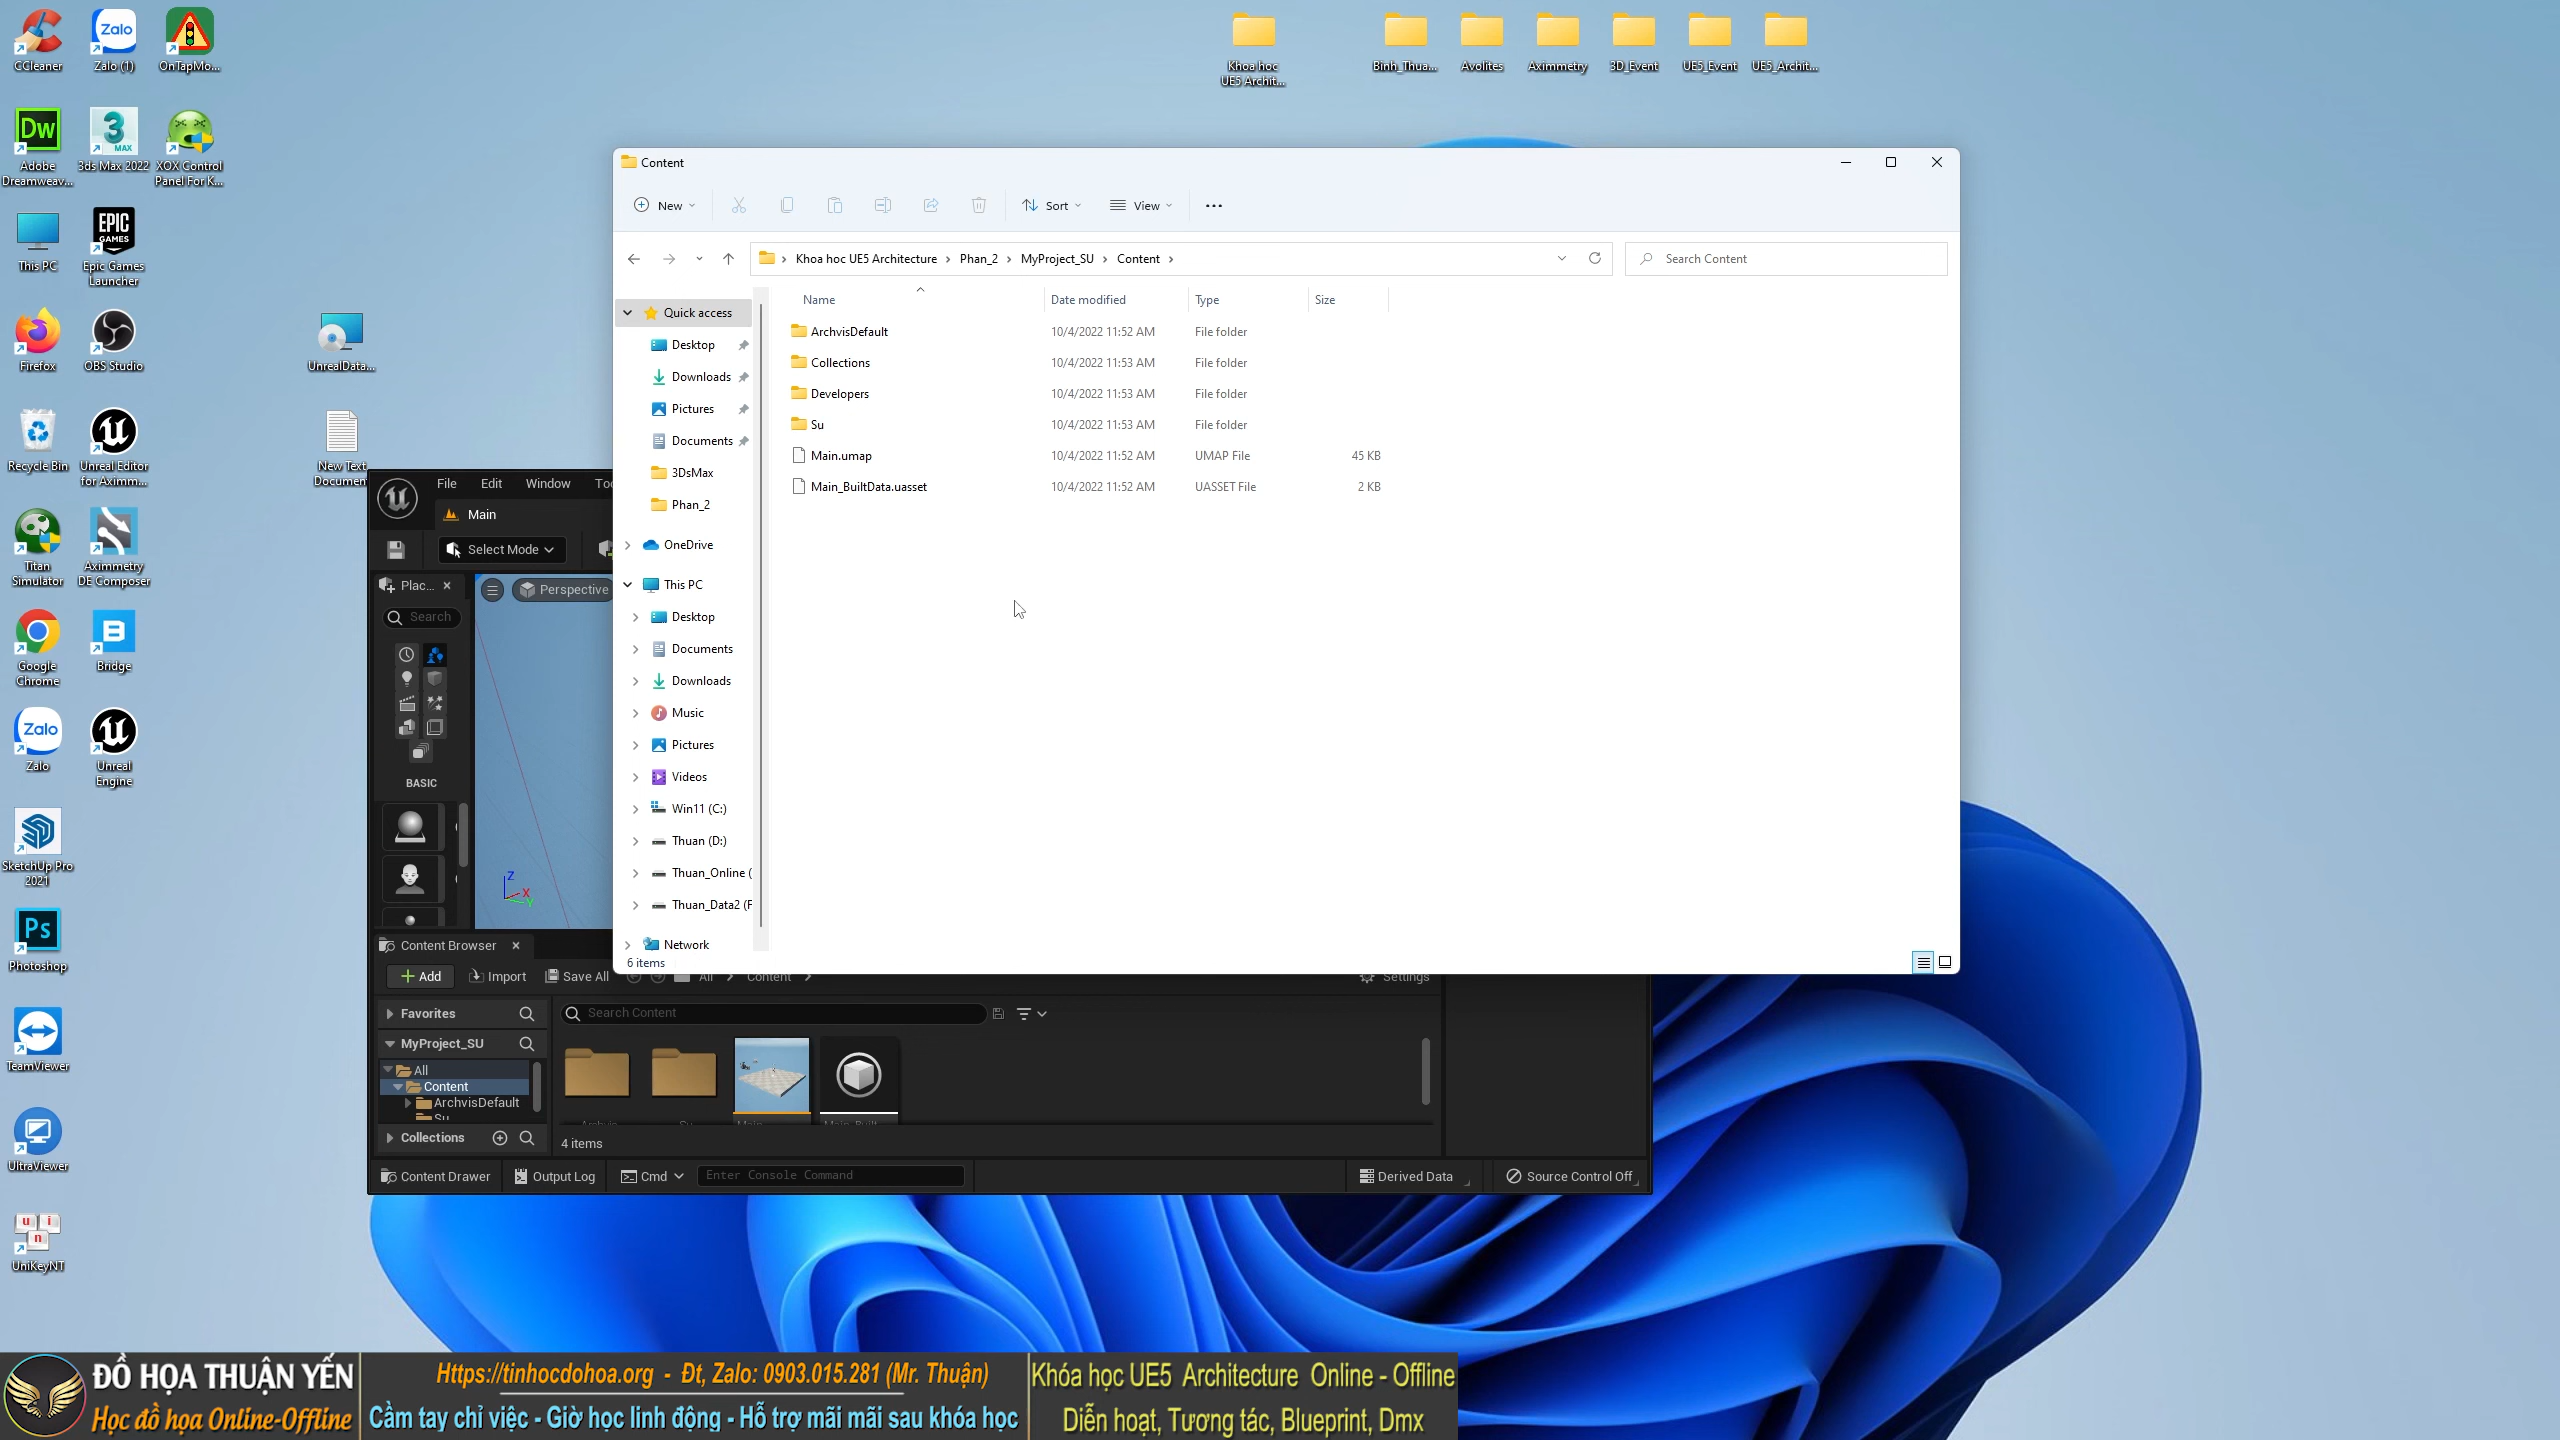 CCleaner
Zalo (1)
OnTapMo...
Adobe
Dreamweav...
3ds Max 2022
XOX Control
Panel For K...
This PC
Epic Games
Launcher
Firefox
OBS Studio
UnrealData...
Recycle Bin
Unreal Editor
for Aximm...
New Text
Document
Titan
Simulator
Aximmetry
DE Composer
Google
Chrome
Bridge
Zalo
Unreal
Engine
SketchUp Pro
2021
Photoshop
TeamViewer
UltraViewer
UniKeyNT
Khoa hoc
UE5 Archit...
Binh_Thua...
Avolites
Aximmetry
3D_Event
UE5_Event
UE5_Archit...
Content
New
Sort
View
Khoa hoc UE5 Architecture > Phan_2 > MyProject_SU > Content >
Search Content
Name Date modified Type Size
ArchvisDefault 10/4/2022 11:52 AM File folder
Collections 10/4/2022 11:53 AM File folder
Developers 10/4/2022 11:53 AM File folder
Su 10/4/2022 11:53 AM File folder
Main.umap 10/4/2022 11:52 AM UMAP File 45 KB
Main_BuiltData.uasset 10/4/2022 11:52 AM UASSET File 2 KB
Quick access
Desktop
Downloads
Pictures
Documents
3DsMax
Phan_2
OneDrive
This PC
Desktop
Documents
Downloads
Music
Pictures
Videos
Win11 (C:)
Thuan (D:)
Thuan_Online (
Thuan_Data2 (F
Network
6 items
File Edit Window
Main
Select Mode
Plac...
Perspective
Search
BASIC
Z
X
Y
Content Browser
Add Import Save All All > Content > Settings
Favorites
Search Content
MyProject_SU
All
Content
ArchvisDefault
Su
Collections
4 items
Content Drawer Output Log Cmd Enter Console Command Derived Data Source Control Off
ĐỒ HỌA THUẬN YẾN
Học đồ họa Online-Offline
Https://tinhocdohoa.org - Đt, Zalo: 0903.015.281 (Mr. Thuận)
Cầm tay chỉ việc - Giờ học linh động - Hỗ trợ mãi mãi sau khóa học
Khóa học UE5 Architecture Online - Offline
Diễn hoạt, Tương tác, Blueprint, Dmx